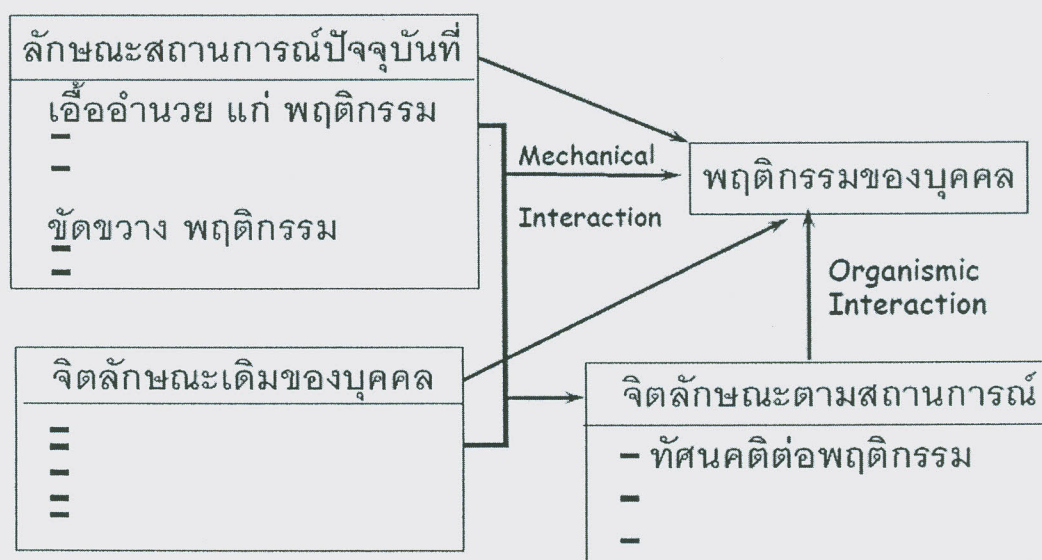 ลักษณะสถานการณ์ปัจจุบันที่
เอื้ออำนวย แก่ พฤติกรรม
–
–
ขัดขวาง พฤติกรรม
–
–
Mechanical
Interaction
พฤติกรรมของบุคคล
Organismic
Interaction
จิตลักษณะเดิมของบุคคล
–
–
–
–
–
จิตลักษณะตามสถานการณ์
– ทัศนคติต่อพฤติกรรม
–
–